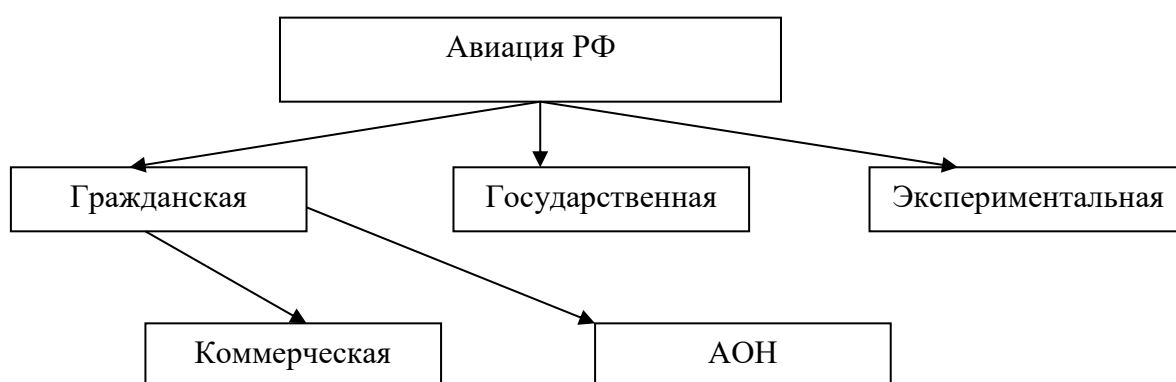 Авиация РФ
Гражданская
Государственная
Экспериментальная
Коммерческая
АОН